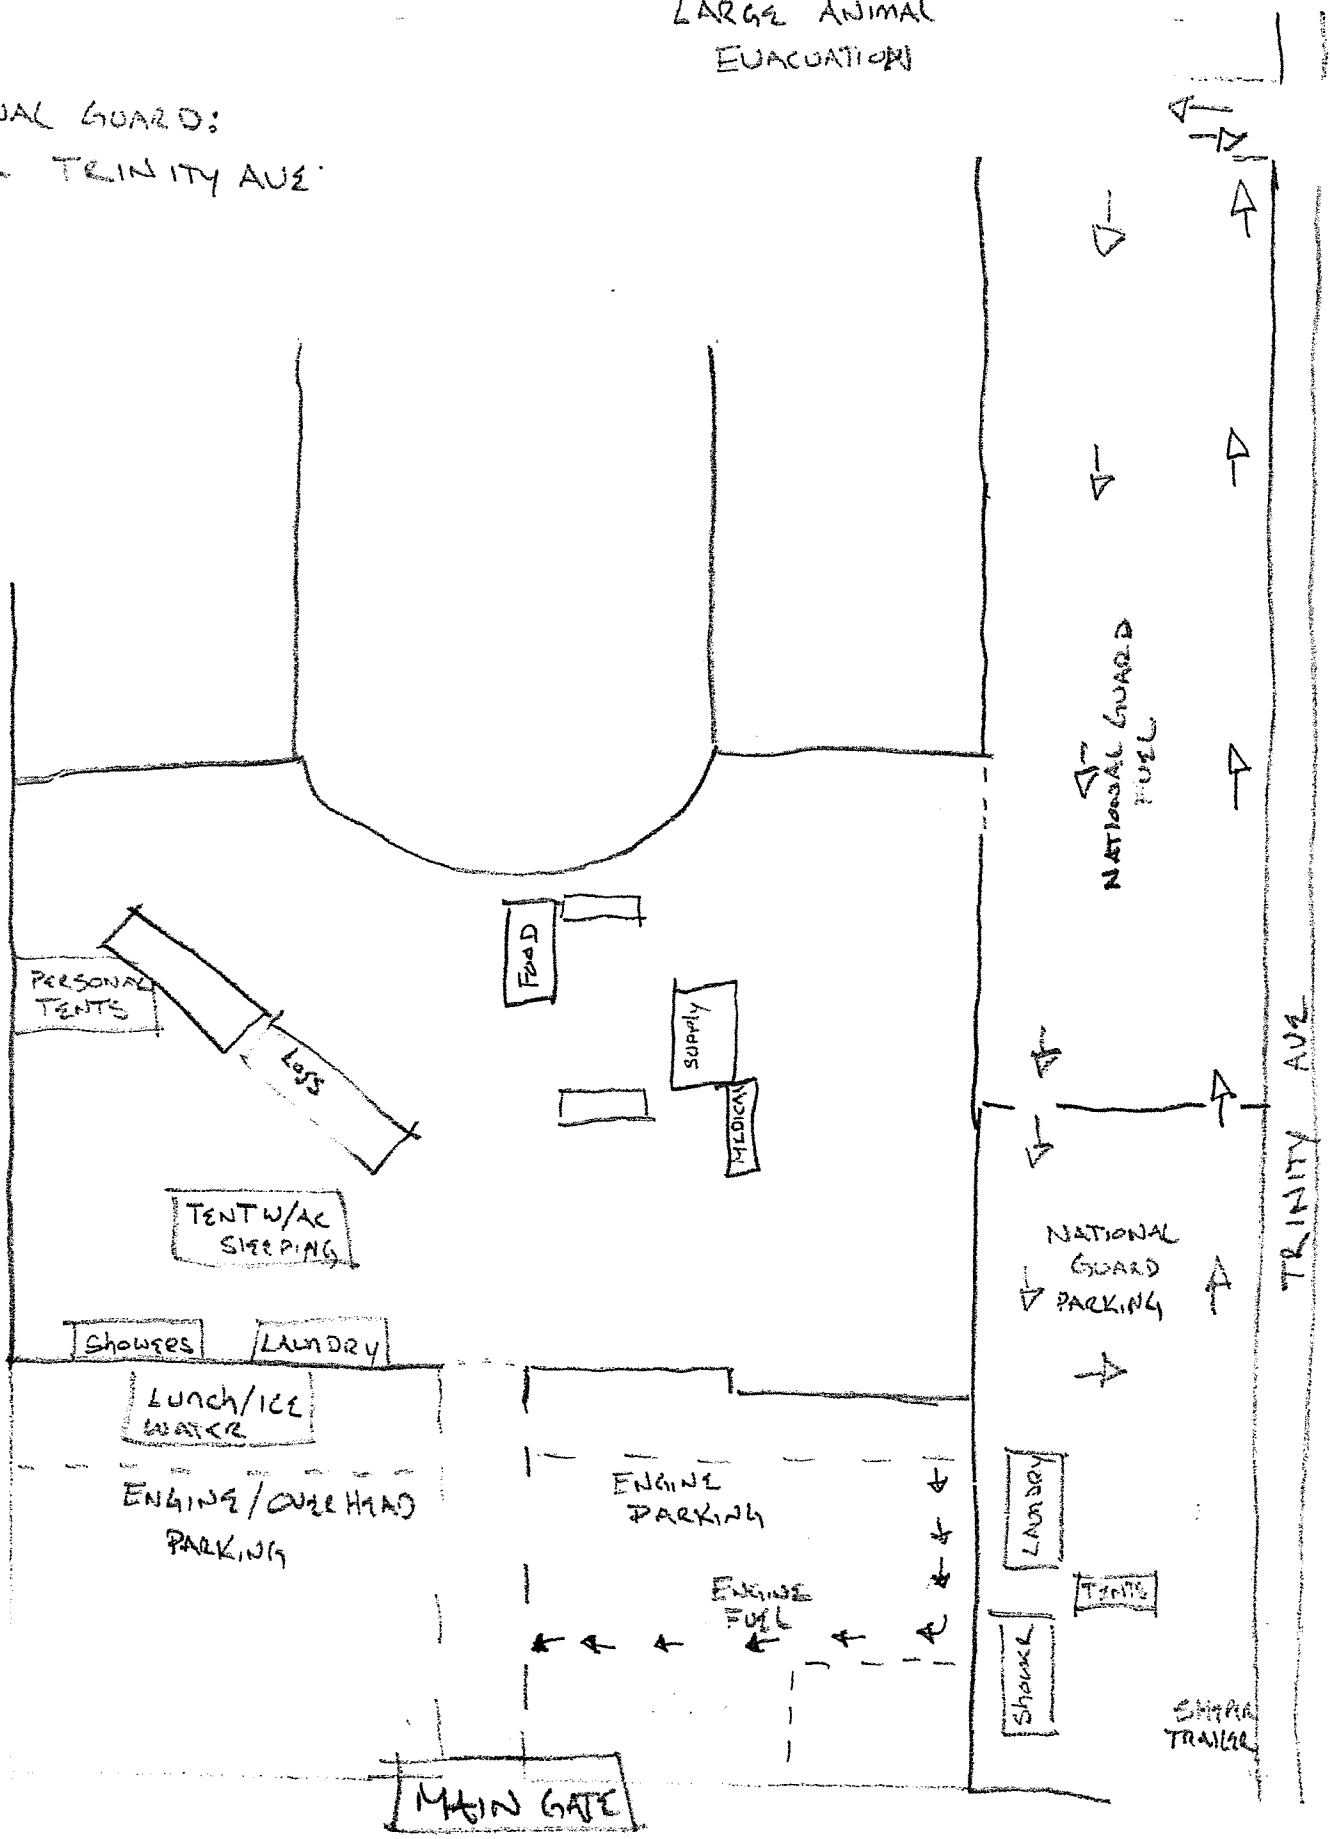 LARGE ANIMAL
EVACUATION
NAL GUARD:
TRINITY AVE
NATIONAL GUARD
FUEL
FOOD
PERSONAL
TENTS
SUPPLY
LOGS
MEDICAL
TRINITY AVE
TENT W/AC
SLEEPING
NATIONAL
GUARD
PARKING
SHOWERS
LAUNDRY
LUNCH/ICE
WATER
ENGINE/OVERHEAD
PARKING
ENGINE
PARKING
LAUNDRY
TENTS
ENGINE
FUEL
SHOWER
TRAILER
MAIN GATE